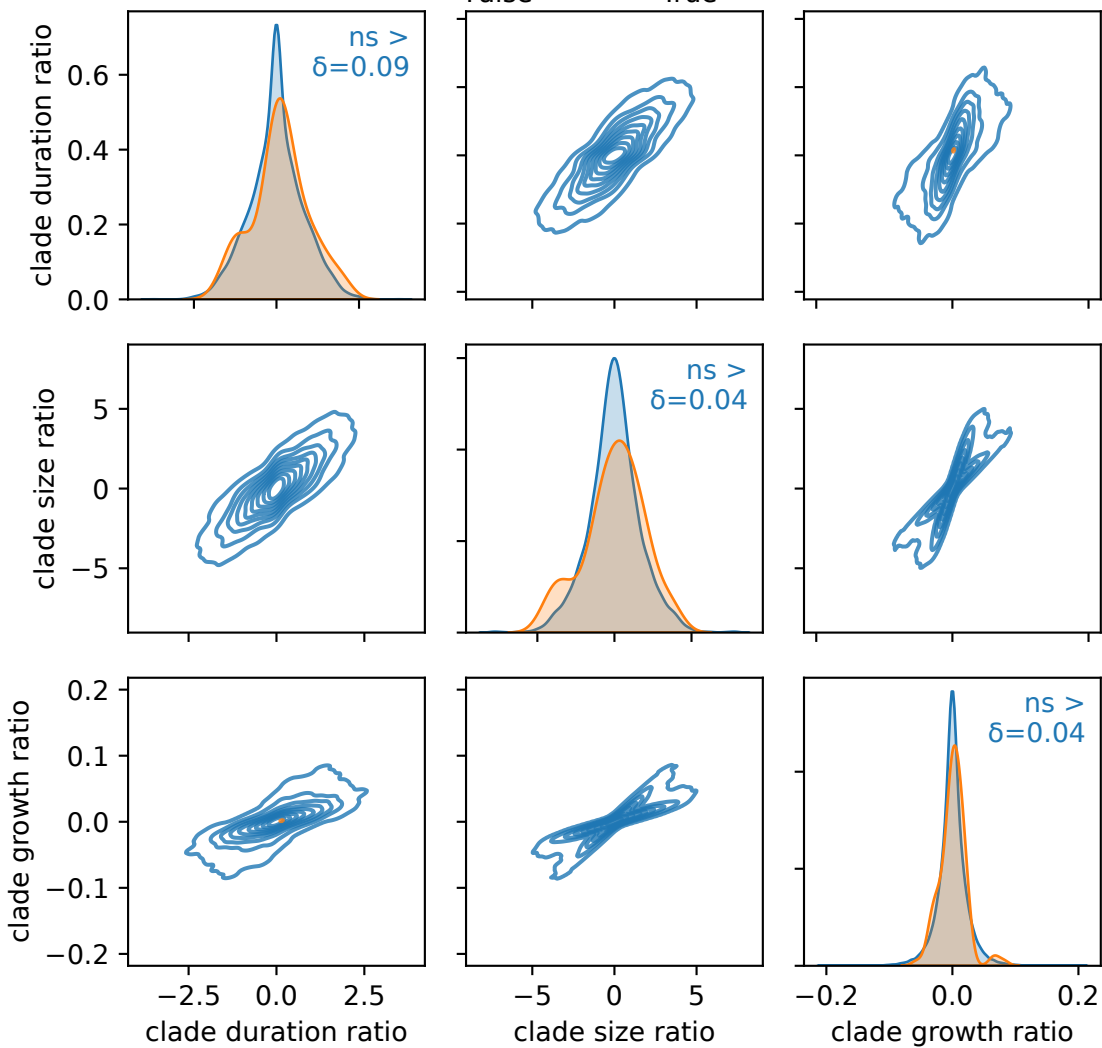 clade duration ratio
0.6
0.4
0.2
0.0
ns >
δ=0.09
clade size ratio
5
0
−5
ns >
δ=0.04
clade growth ratio
0.2
0.1
0.0
−0.1
−0.2
ns >
δ=0.04
−2.5 0.0 2.5
−5 0 5
−0.2 0.0 0.2
clade duration ratio
clade size ratio
clade growth ratio